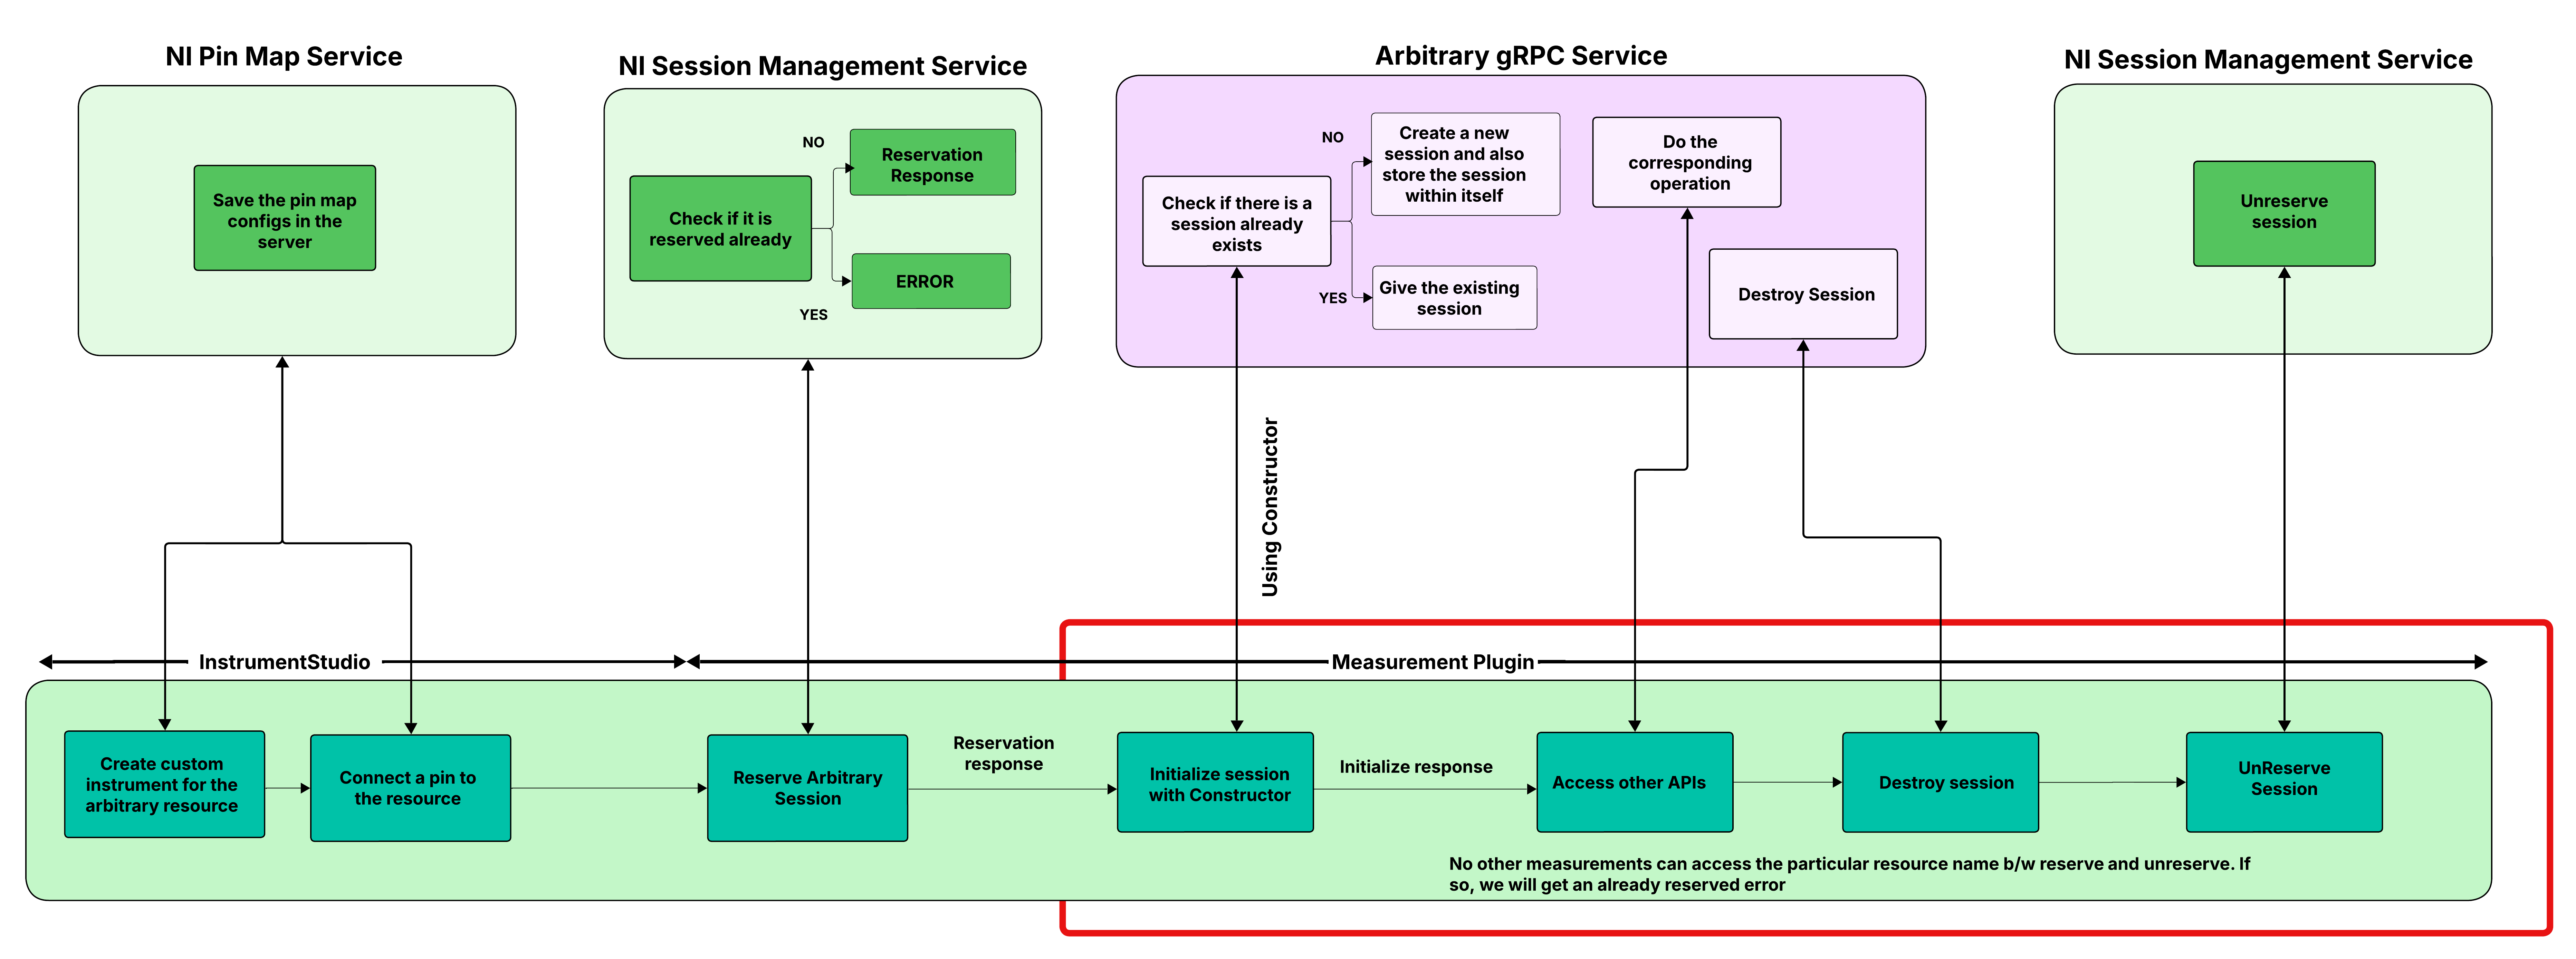 NI Pin Map Service
Save the pin map
configs in the
server
NI Session Management Service
Check if it is
reserved already
NO
Reservation
Response
YES
ERROR
Arbitrary gRPC Service
Check if there is a
session already
exists
NO
Create a new
session and also
store the session
within itself
YES
Give the existing
session
Do the
corresponding
operation
Destroy Session
NI Session Management Service
Unreserve
session
Using Constructor
InstrumentStudio
Measurement Plugin
Create custom
instrument for the
arbitrary resource
Connect a pin to
the resource
Reserve Arbitrary
Session
Reservation
response
Initialize session
with Constructor
Initialize response
Access other APIs
Destroy session
UnReserve
Session
No other measurements can access the particular resource name b/w reserve and unreserve. If
so, we will get an already reserved error